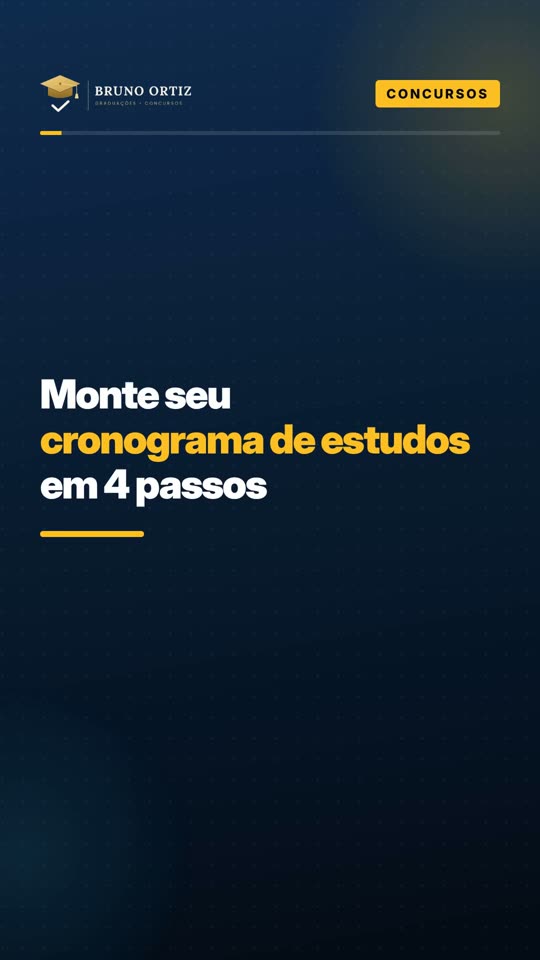 BRUNO ORTIZ
GRADUAÇÕES • CONCURSOS
CONCURSOS
Monte seu
cronograma de estudos
em 4 passos